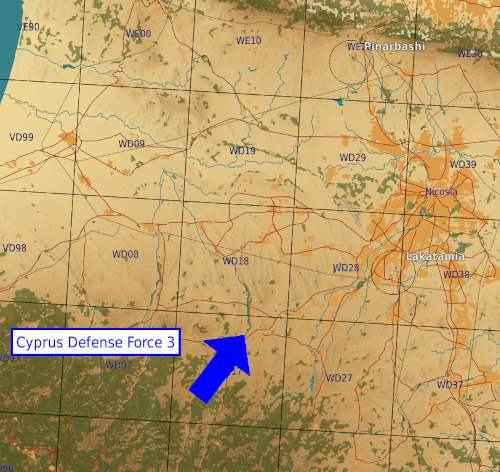 VE90
WE00
WE10
Pinarbashi
WE30
VD99
WD09
WD19
WD29
WD39
Nicosia
VD98
WD08
WD18
WD28
Lakatamia
WD38
Cyprus Defense Force 3
WD07
WD27
WD37